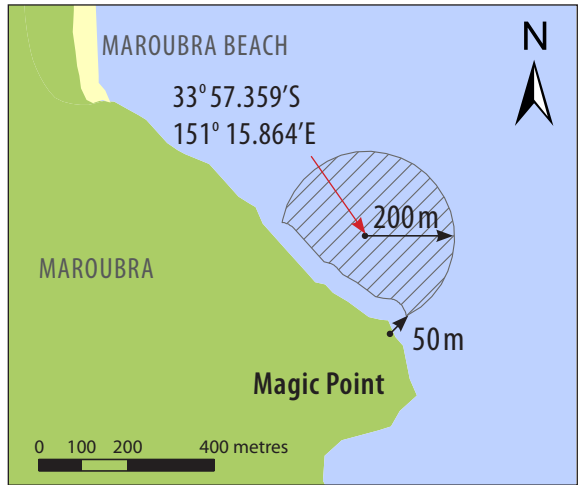 MAROUBRA BEACH
N
33° 57.359’S
151° 15.864’E
200 m
MAROUBRA
50 m
Magic Point
0 100 200 400 metres